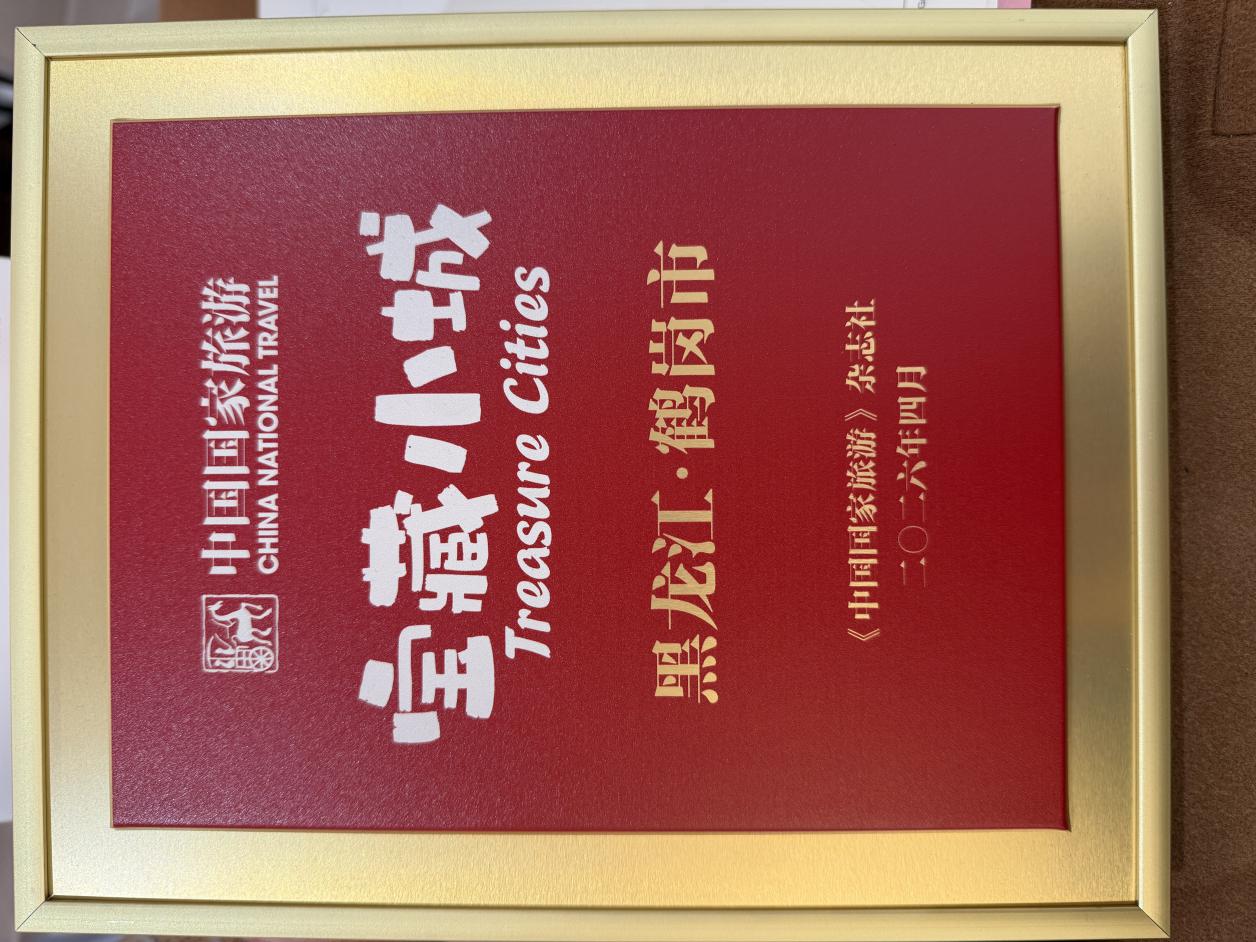 中国国家旅游
CHINA NATIONAL TRAVEL
宝藏小城
Treasure Cities
黑龙江·鹤岗市
《中国国家旅游》杂志社
二〇二六年四月